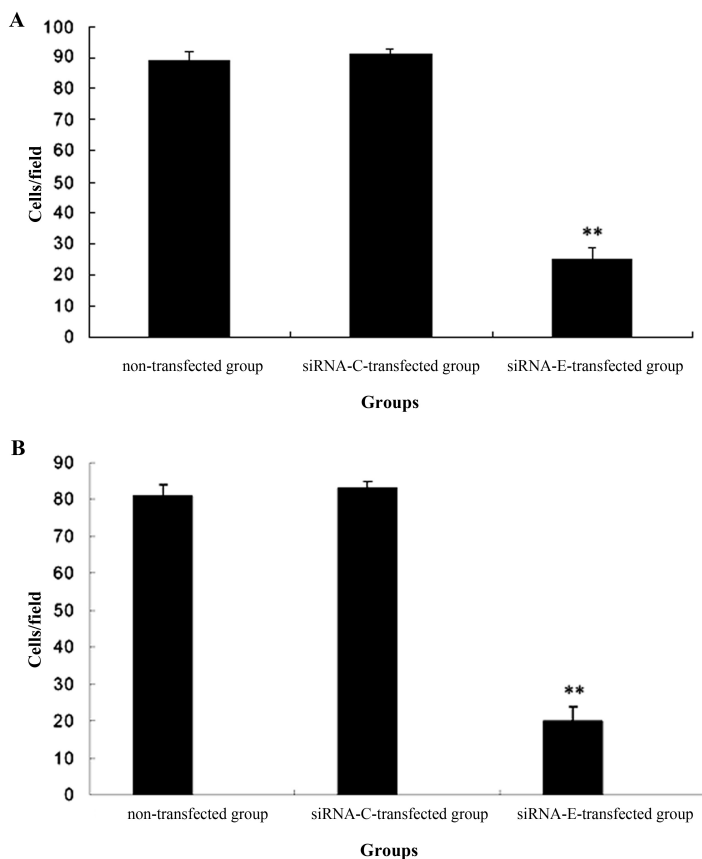 A
100
90
80
70
60
50
40
30
20
10
0
Cells/field
**
non-transfected group siRNA-C-transfected group siRNA-E-transfected group
Groups
B
90
80
70
60
50
40
30
20
10
0
Cells/field
**
non-transfected group siRNA-C-transfected group siRNA-E-transfected group
Groups